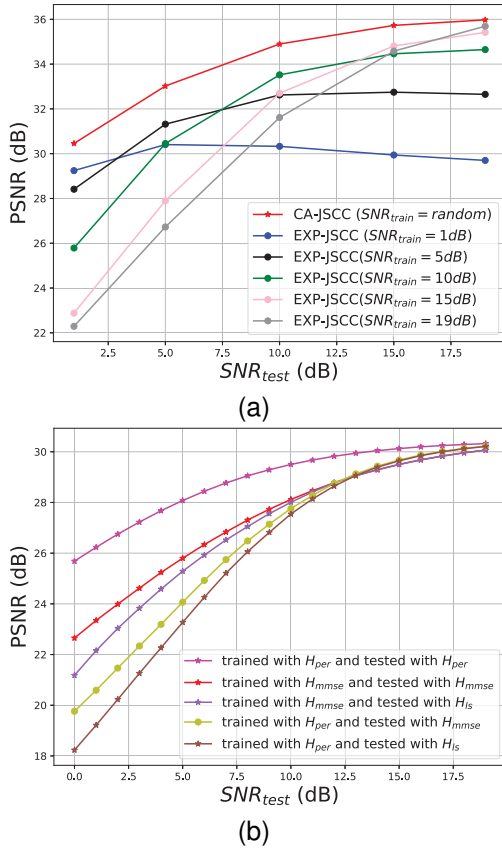 36
34
32
30
28
26
24
22
PSNR (dB)
CA-JSCC (SNR_train = random)
EXP-JSCC (SNR_train = 1dB)
EXP-JSCC(SNR_train = 5dB)
EXP-JSCC(SNR_train = 10dB)
EXP-JSCC(SNR_train = 15dB)
EXP-JSCC(SNR_train = 19dB)
2.5 5.0 7.5 10.0 12.5 15.0 17.5
SNR_test (dB)
(a)
30
28
26
24
22
20
18
PSNR (dB)
trained with H_per and tested with H_per
trained with H_mmse and tested with H_mmse
trained with H_mmse and tested with H_ls
trained with H_per and tested with H_mmse
trained with H_per and tested with H_ls
0.0 2.5 5.0 7.5 10.0 12.5 15.0 17.5
SNR_test (dB)
(b)